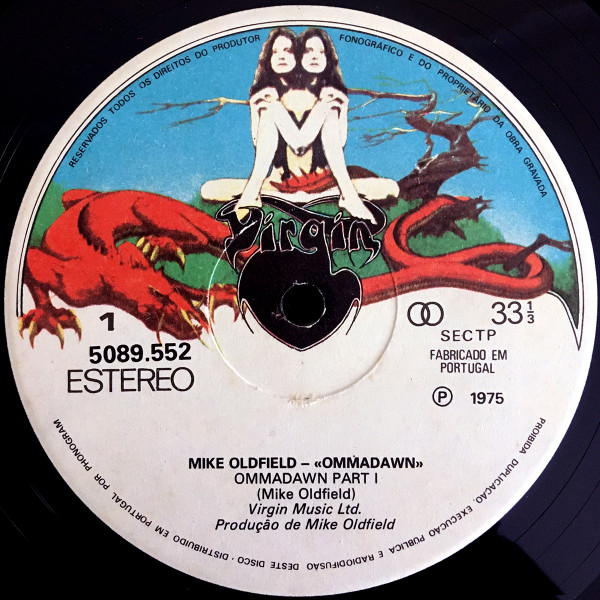 RESERVADOS TODOS OS DIREITOS DO PRODUTOR FONOGRÁFICO E DO PROPRIETÁRIO DA OBRA GRAVADA
Virgin
1
5089.552
ESTEREO
33 1/3
SECTP
FABRICADO EM
PORTUGAL
Ⓟ 1975
MIKE OLDFIELD – «OMMADAWN»
OMMADAWN PART I
(Mike Oldfield)
Virgin Music Ltd.
Produção de Mike Oldfield
PROIBIDA DUPLICAÇÃO, EXECUÇÃO PÚBLICA E RADIODIFUSÃO DESTE DISCO · DISTRIBUIDO EM PORTUGAL POR PHONOGRAM